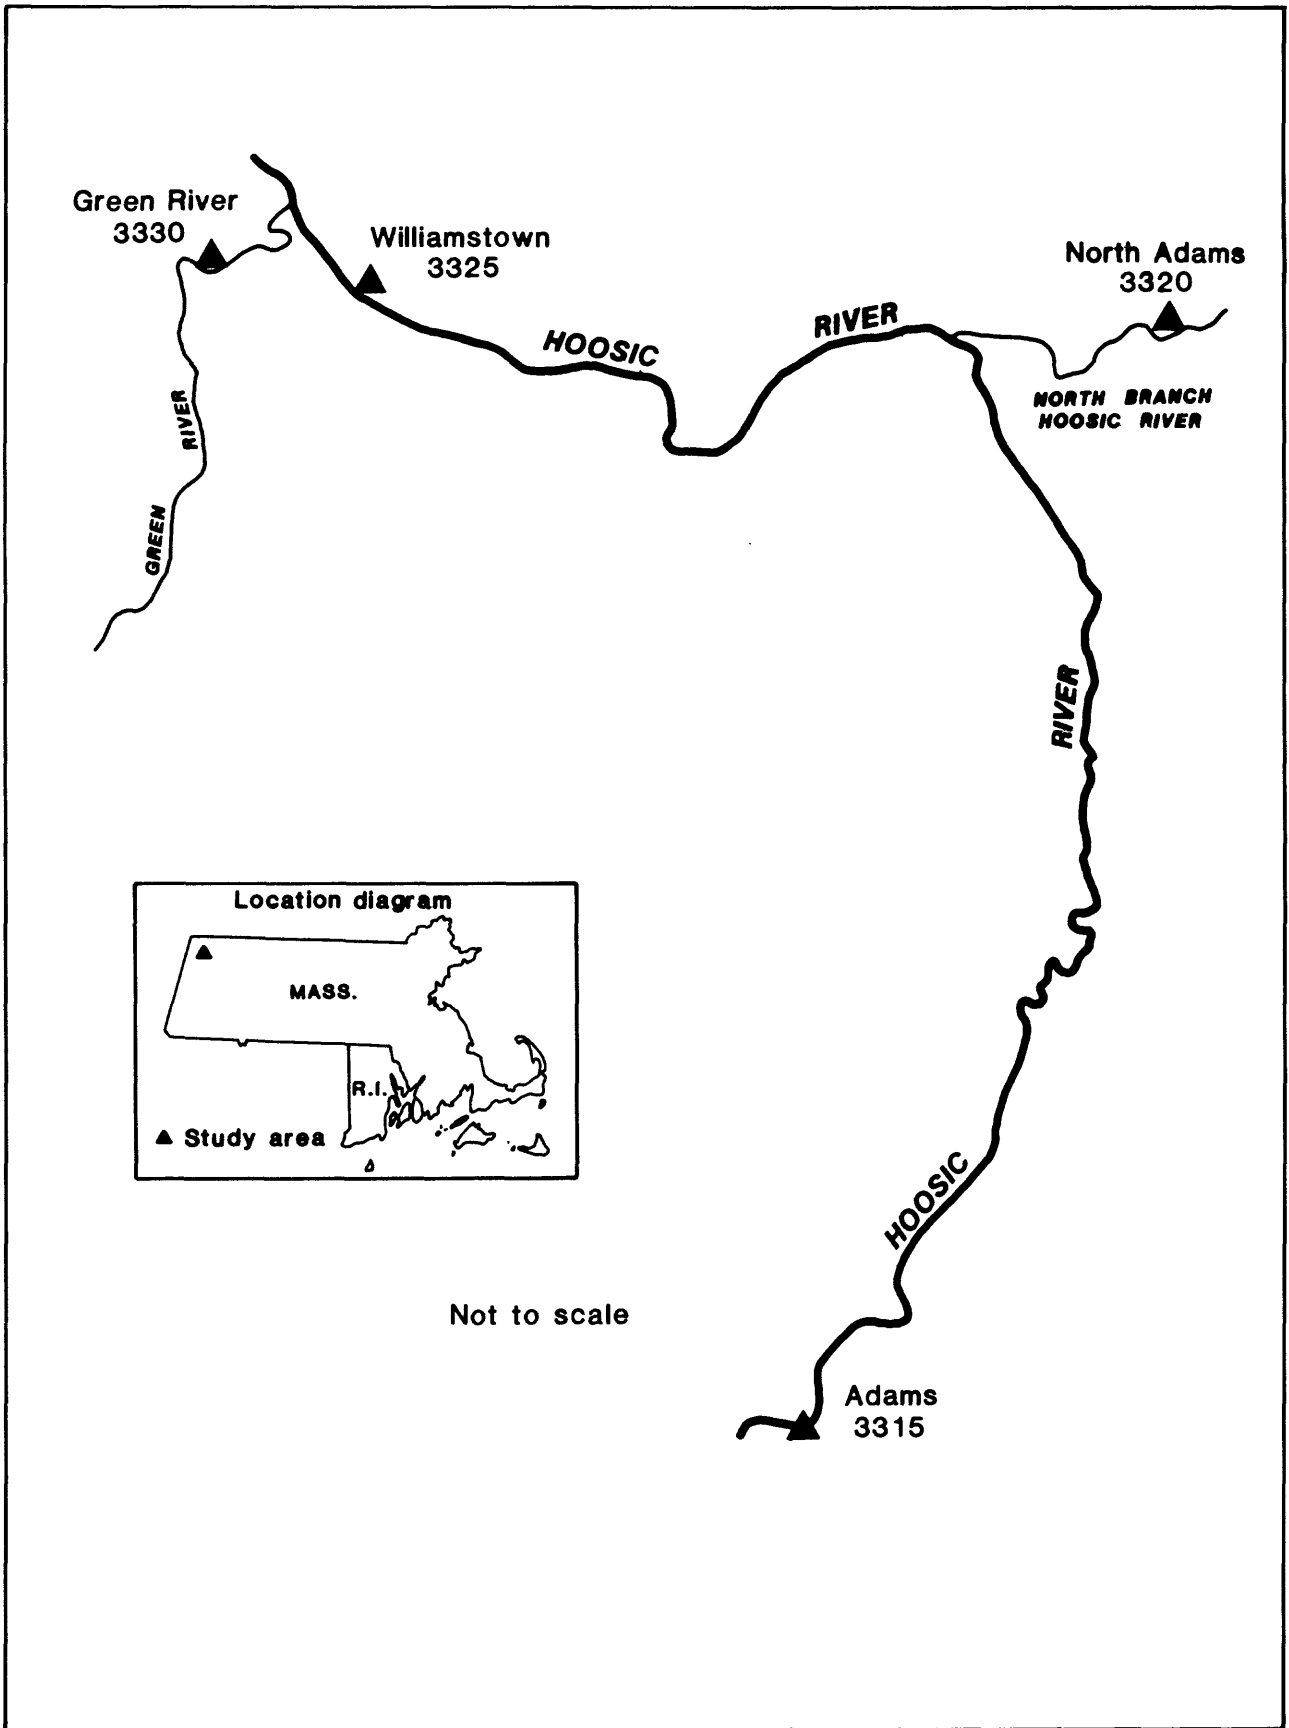 Green River
3330
Williamstown
3325
North Adams
3320
HOOSIC
RIVER
NORTH BRANCH
HOOSIC RIVER
RIVER
GREEN
RIVER
Location diagram
MASS.
R.I.
▲ Study area
HOOSIC
Not to scale
Adams
3315